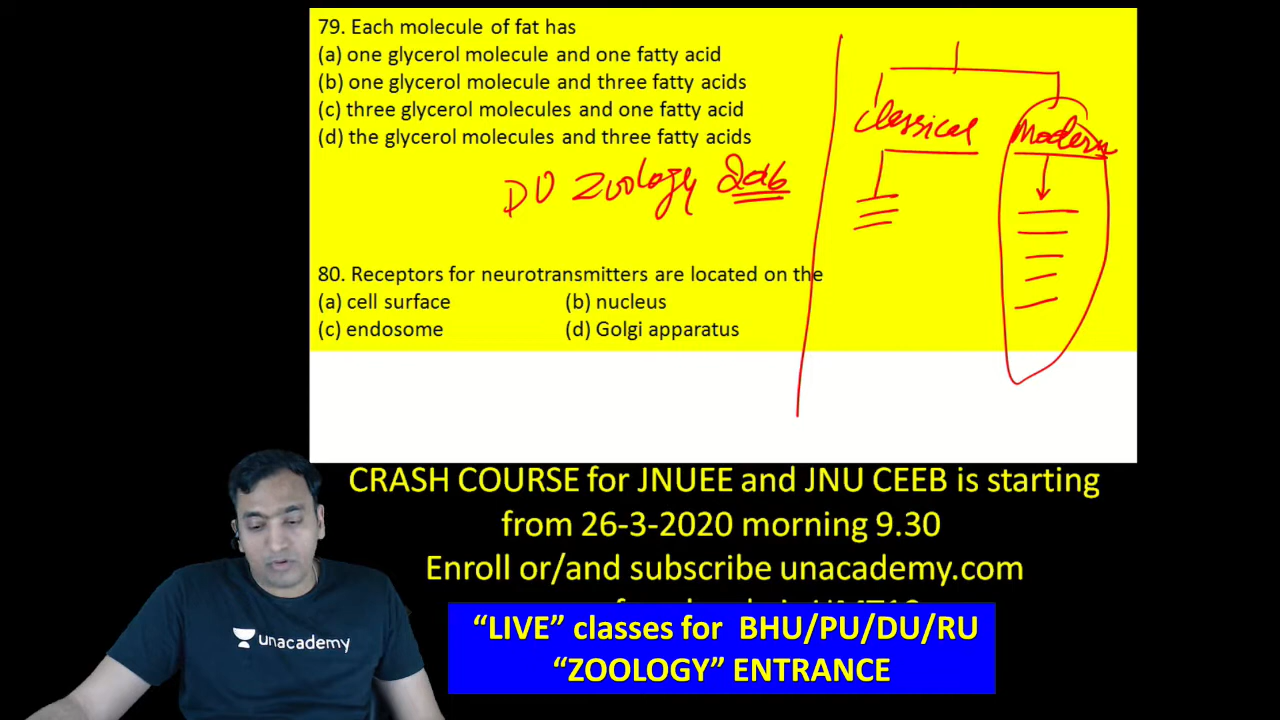 79. Each molecule of fat has
(a) one glycerol molecule and one fatty acid
(b) one glycerol molecule and three fatty acids
(c) three glycerol molecules and one fatty acid
(d) the glycerol molecules and three fatty acids
DU Zoology 2016
classical
Modern
80. Receptors for neurotransmitters are located on the
(a) cell surface (b) nucleus
(c) endosome (d) Golgi apparatus
CRASH COURSE for JNUEE and JNU CEEB is starting
from 26-3-2020 morning 9.30
Enroll or/and subscribe unacademy.com
“LIVE” classes for BHU/PU/DU/RU
“ZOOLOGY” ENTRANCE
unacademy